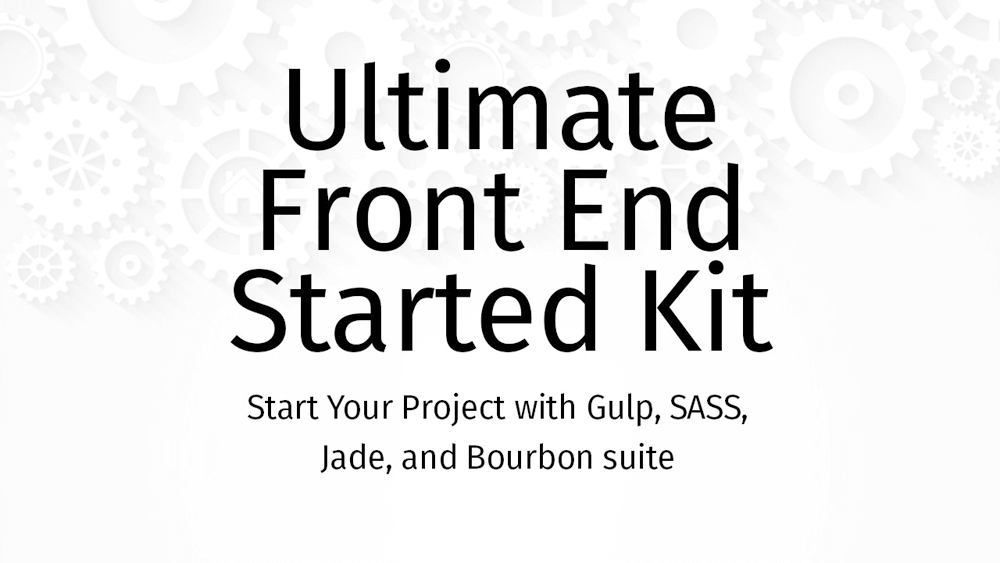 Ultimate
Front End
Started Kit
Start Your Project with Gulp, SASS,
Jade, and Bourbon suite